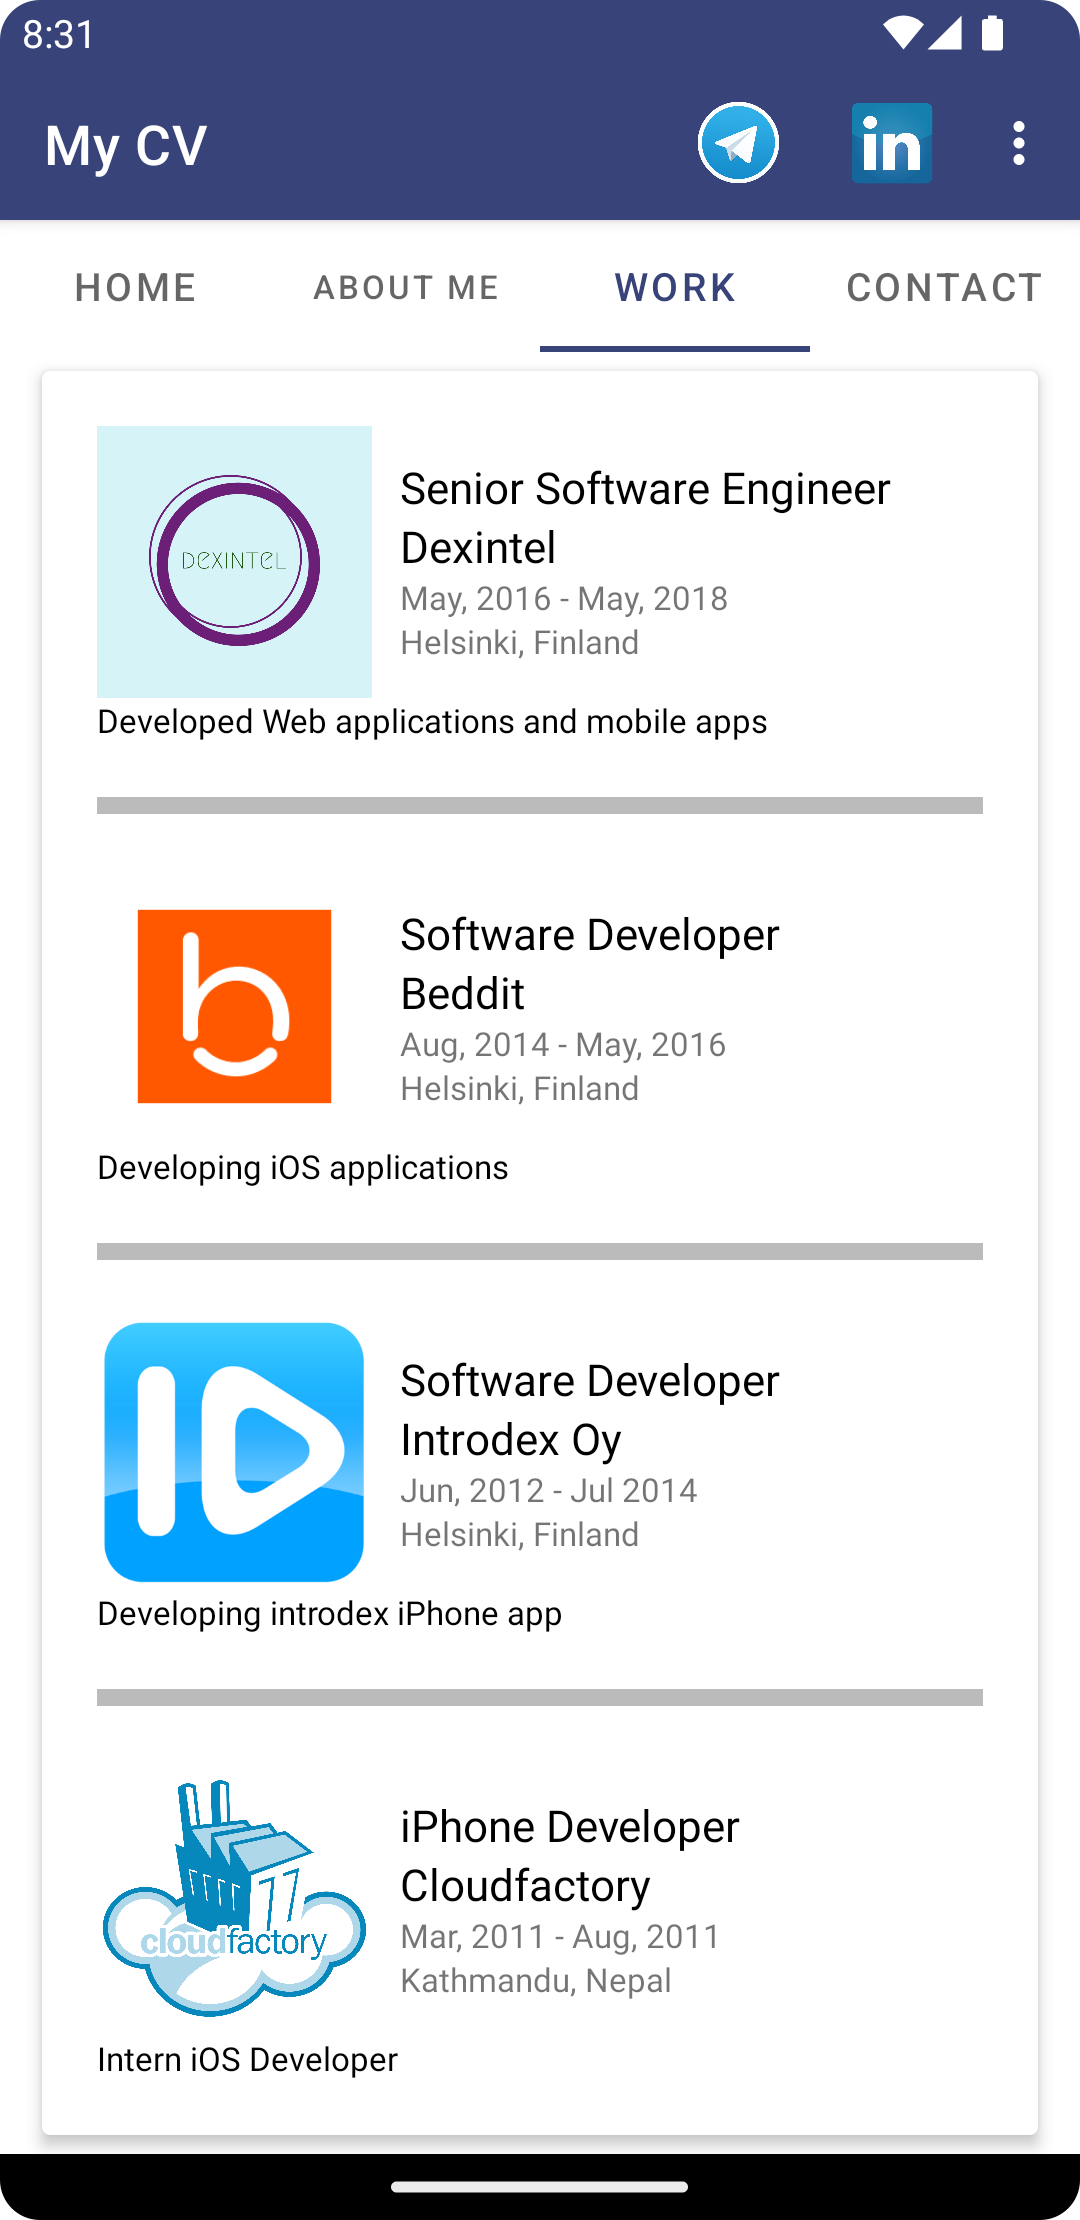 8:31
My CV
in
HOME
ABOUT ME
WORK
CONTACT
DEXINTEL
Senior Software Engineer
Dexintel
May, 2016 - May, 2018
Helsinki, Finland
Developed Web applications and mobile apps
b
Software Developer
Beddit
Aug, 2014 - May, 2016
Helsinki, Finland
Developing iOS applications
ID
Software Developer
Introdex Oy
Jun, 2012 - Jul 2014
Helsinki, Finland
Developing introdex iPhone app
cloudfactory
iPhone Developer
Cloudfactory
Mar, 2011 - Aug, 2011
Kathmandu, Nepal
Intern iOS Developer